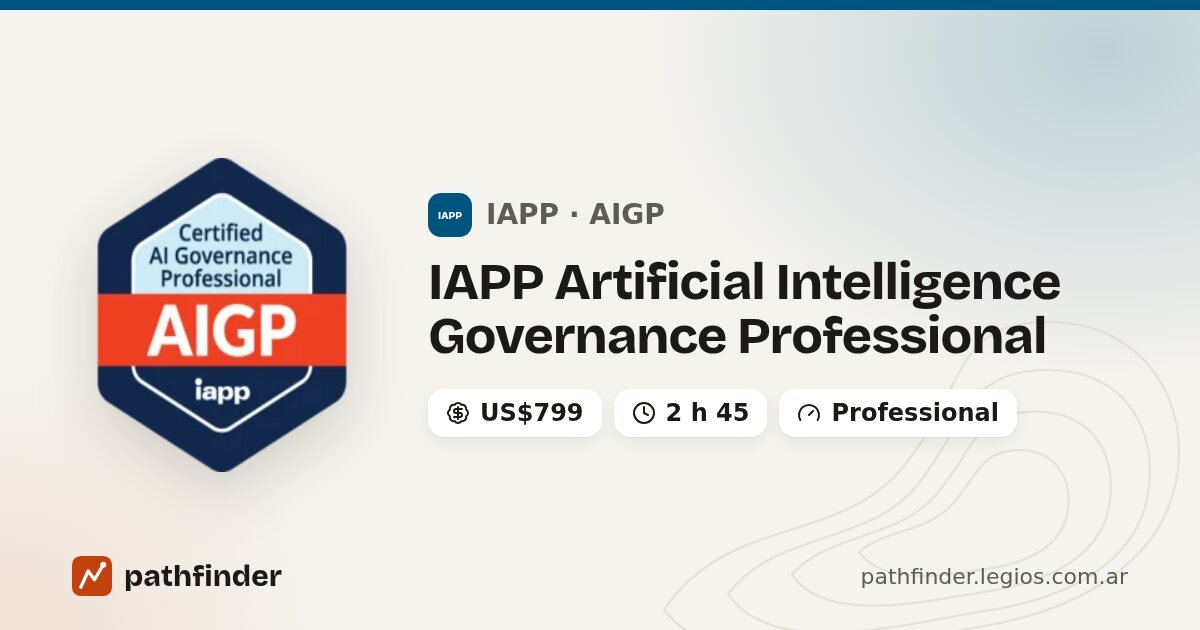 Certified
AI Governance
Professional
AIGP
iapp
IAPP
IAPP · AIGP
IAPP Artificial Intelligence
Governance Professional
US$799
2 h 45
Professional
pathfinder
pathfinder.legios.com.ar